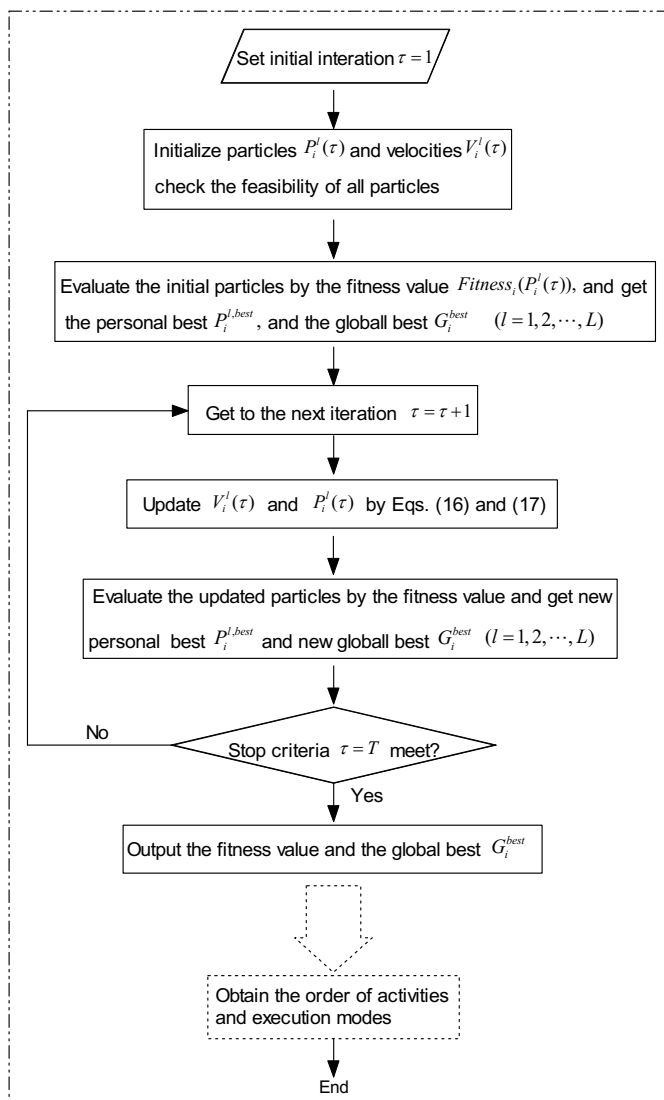 Set initial interation τ = 1
Initialize particles P_i^l(τ) and velocities V_i^l(τ)
check the feasibility of all particles
Evaluate the initial particles by the fitness value Fitness_i(P_i^l(τ)), and get
the personal best P_i^{l,best}, and the globall best G_i^{best} (l = 1, 2, ⋯, L)
Get to the next iteration τ = τ + 1
Update V_i^l(τ) and P_i^l(τ) by Eqs. (16) and (17)
Evaluate the updated particles by the fitness value and get new
personal best P_i^{l,best} and new globall best G_i^{best} (l = 1, 2, ⋯, L)
No
Stop criteria τ = T meet?
Yes
Output the fitness value and the global best G_i^{best}
Obtain the order of activities
and execution modes
End